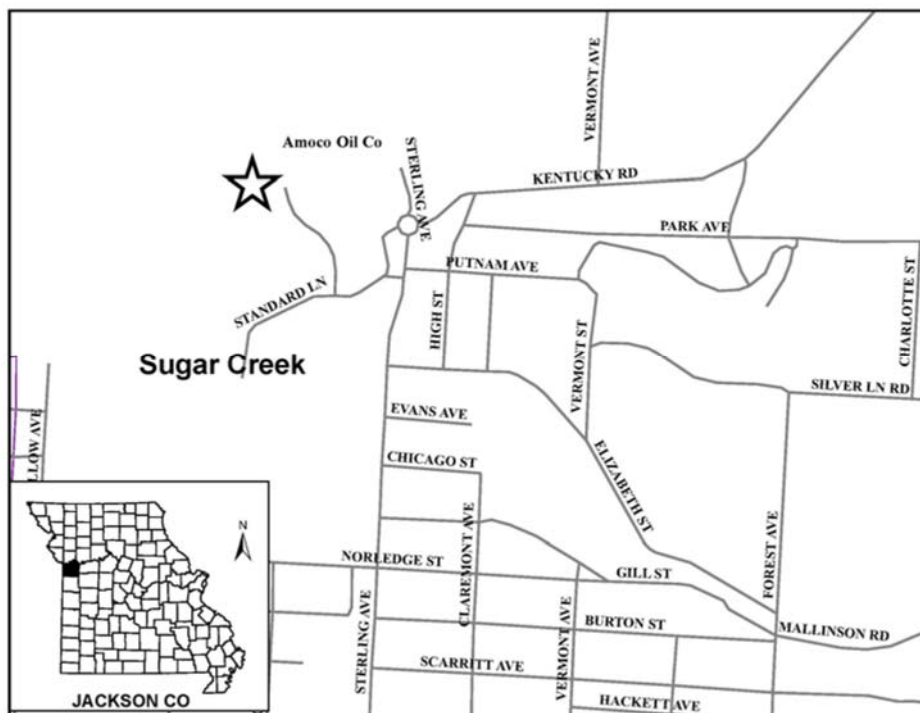 VERMONT AVE
Amoco Oil Co
STERLING AVE
KENTUCKY RD
PARK AVE
PUTNAM AVE
CHARLOTTE ST
STANDARD LN
HIGH ST
VERMONT ST
Sugar Creek
SILVER LN RD
EVANS AVE
LLOW AVE
ELIZABETH ST
CHICAGO ST
CLAREMONT AVE
FOREST AVE
N
NORLEDGE ST
GILL ST
STERLING AVE
VERMONT AVE
BURTON ST
MALLINSON RD
SCARRITT AVE
JACKSON CO
HACKETT AVE